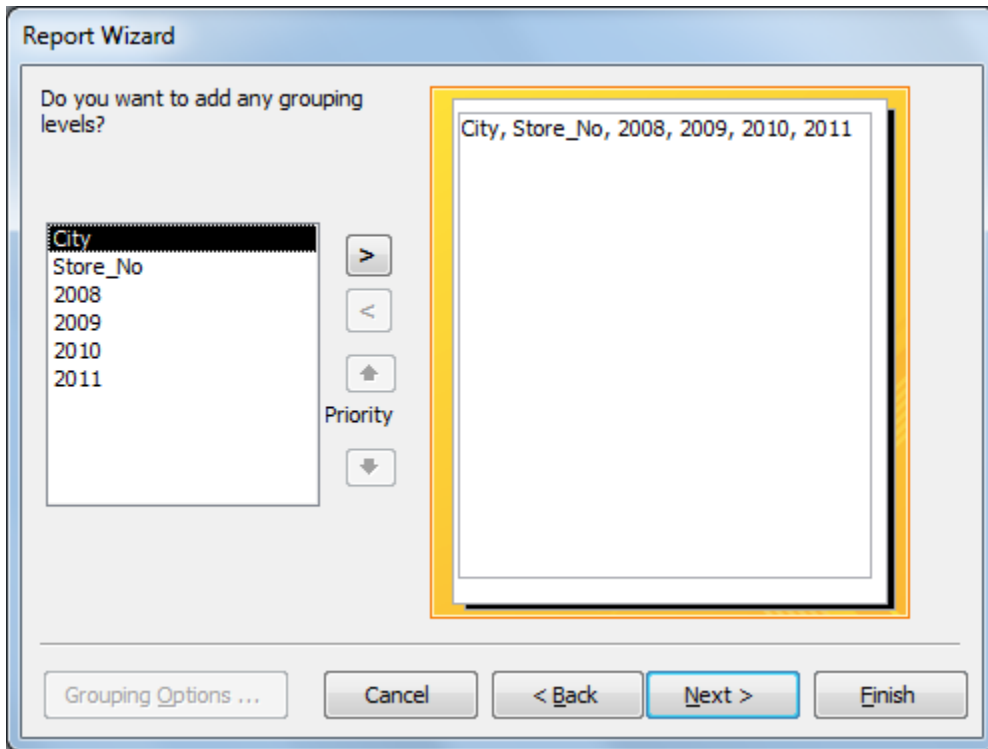 Report Wizard
Do you want to add any grouping
levels?
City, Store_No, 2008, 2009, 2010, 2011
City
Store_No
2008
2009
2010
2011
>
<
Priority
Grouping Options ...
Cancel
< Back
Next >
Finish